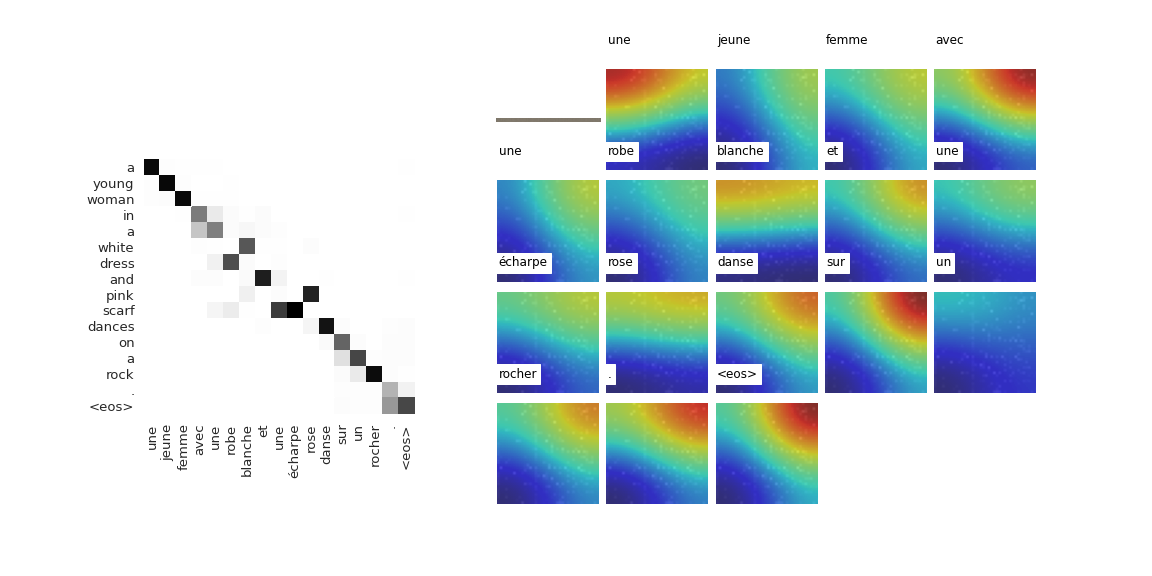 a
young
woman
in
a
white
dress
and
pink
scarf
dances
on
a
rock
.
<eos>
une
jeune
femme
avec
une
robe
blanche
et
une
écharpe
rose
danse
sur
un
rocher
.
<eos>
une jeune femme avec
une robe blanche et une
écharpe rose danse sur un
rocher . <eos>